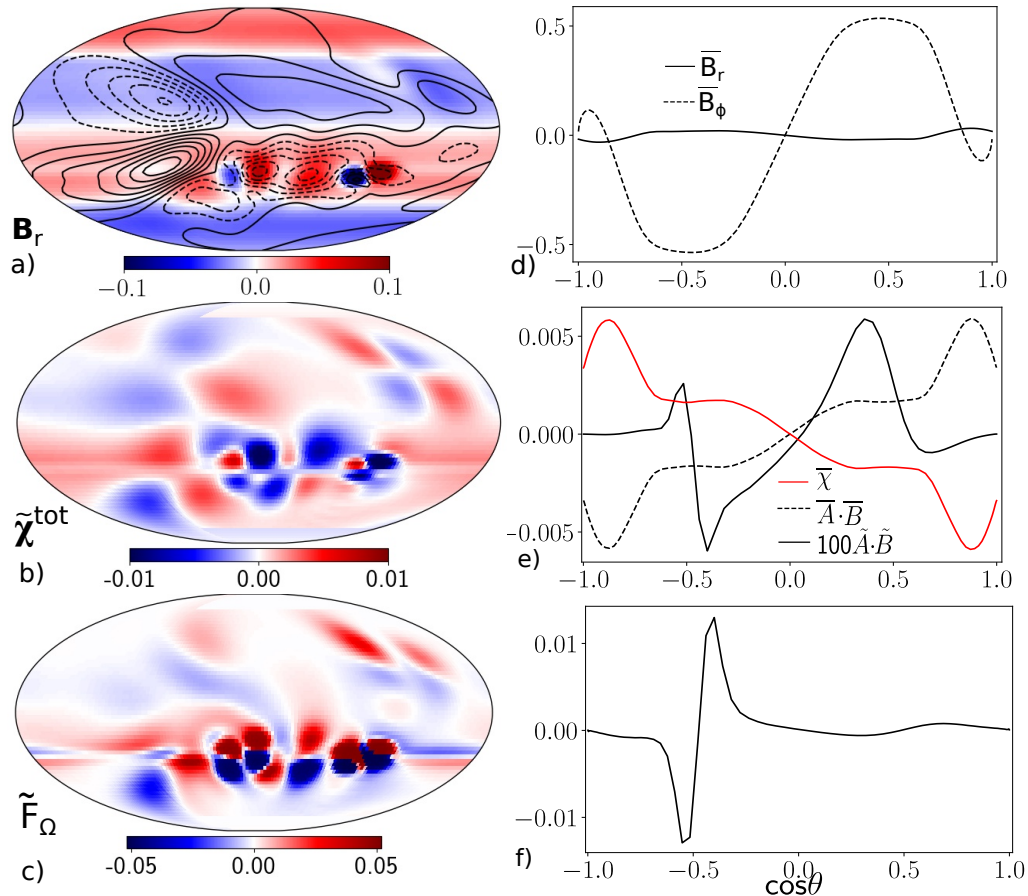 B_r
a)
−0.1 0.0 0.1
χ̃^tot
b)
-0.01 0.00 0.01
F̃_Ω
c)
-0.05 0.00 0.05
0.5
0.0
−0.5
B̅_r
B̅_ϕ
d)
−1.0 −0.5 0.0 0.5 1.0
0.005
0.000
-0.005
χ̅
A̅·B̅
100Ã·B̃
e)
−1.0 −0.5 0.0 0.5 1.0
0.01
0.00
−0.01
f)
−1.0 −0.5 0.0 0.5 1.0
cosθ